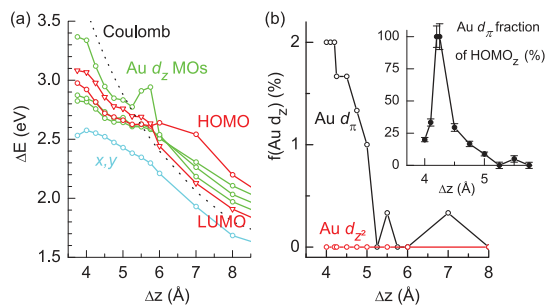 (a)
Coulomb
Au d_z MOs
HOMO
x,y
LUMO
ΔE (eV)
3.5
3.0
2.5
2.0
1.5
4
5
6
7
8
Δz (Å)
(b)
Au d_π fraction
of HOMO_z (%)
100
75
50
25
0
4
5
Δz (Å)
f(Au d_z) (%)
2
1
0
Au d_π
Au d_z²
4
5
6
7
8
Δz (Å)